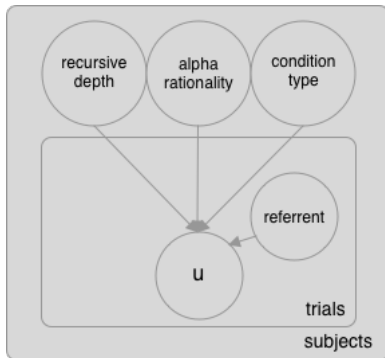 recursive
depth
alpha
rationality
condition
type
referrent
u
trials
subjects